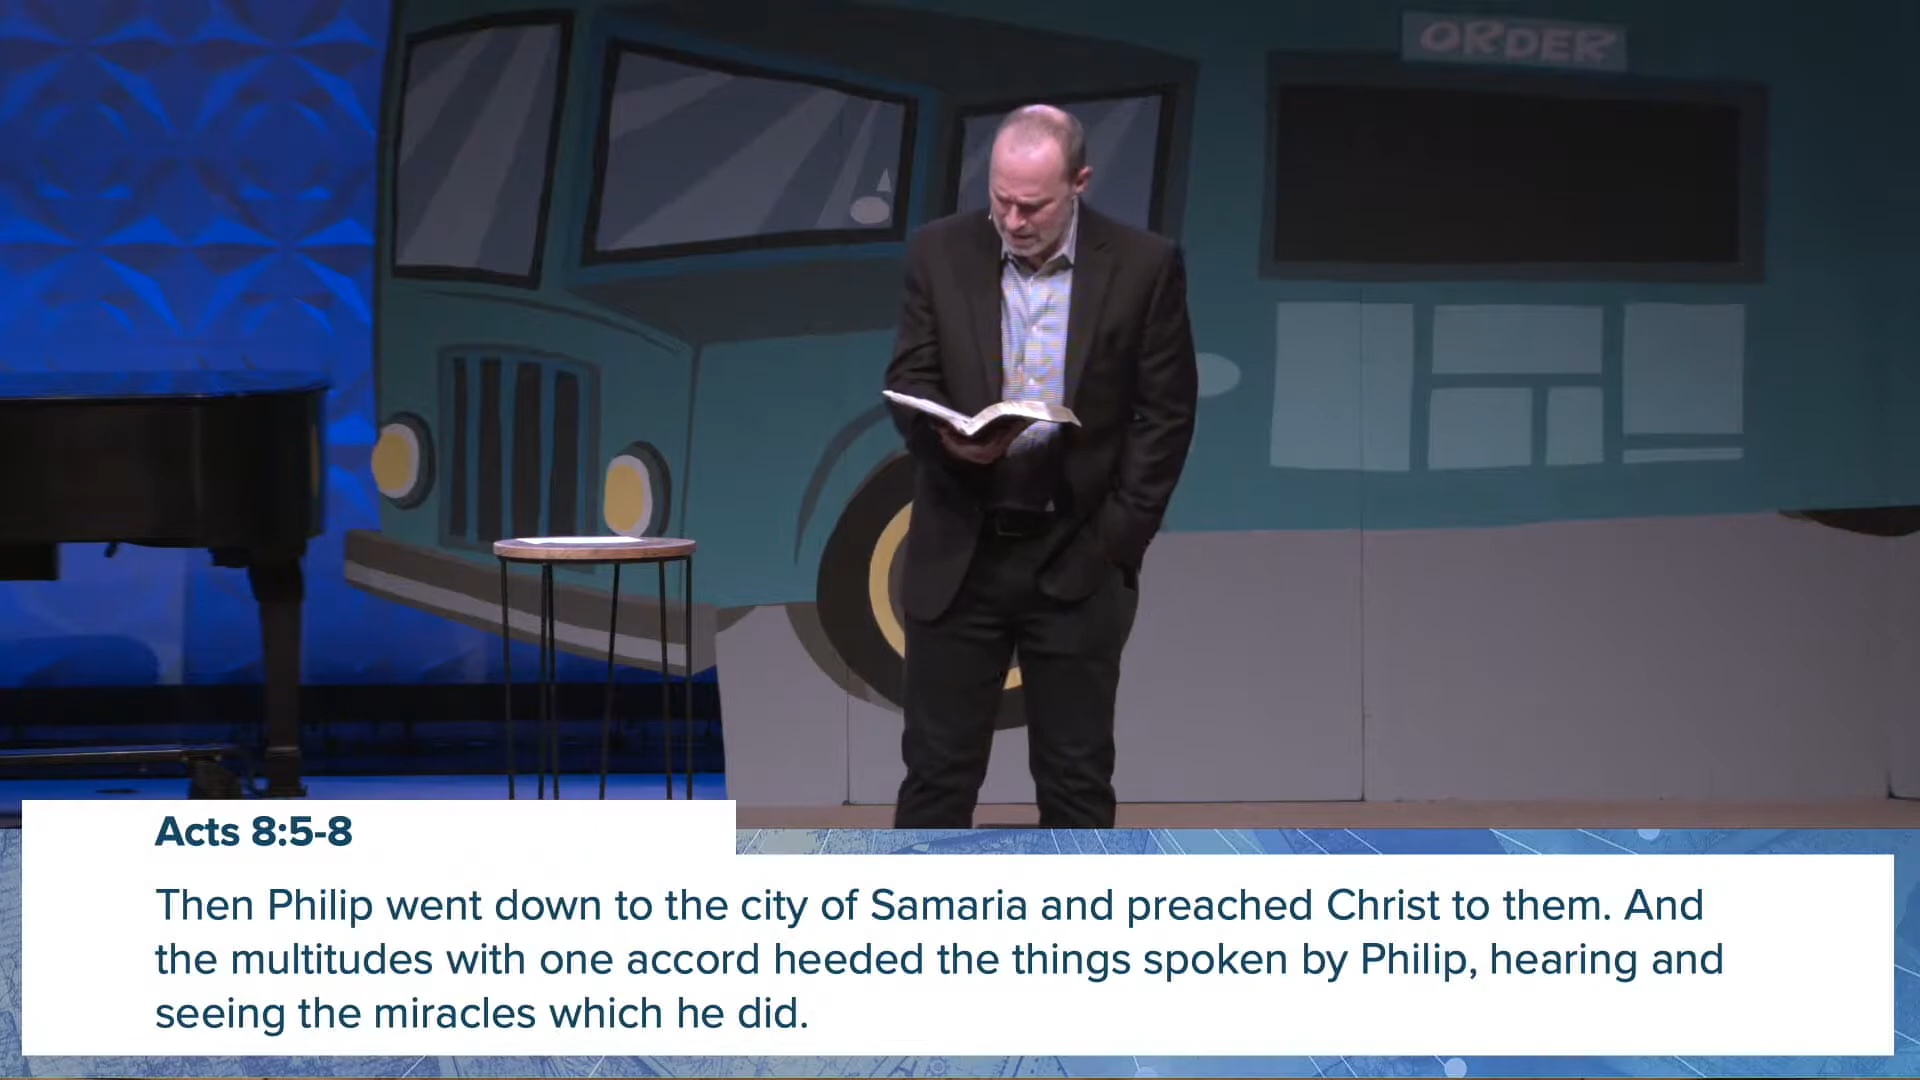 ORDER
Acts 8:5-8
Then Philip went down to the city of Samaria and preached Christ to them. And
the multitudes with one accord heeded the things spoken by Philip, hearing and
seeing the miracles which he did.